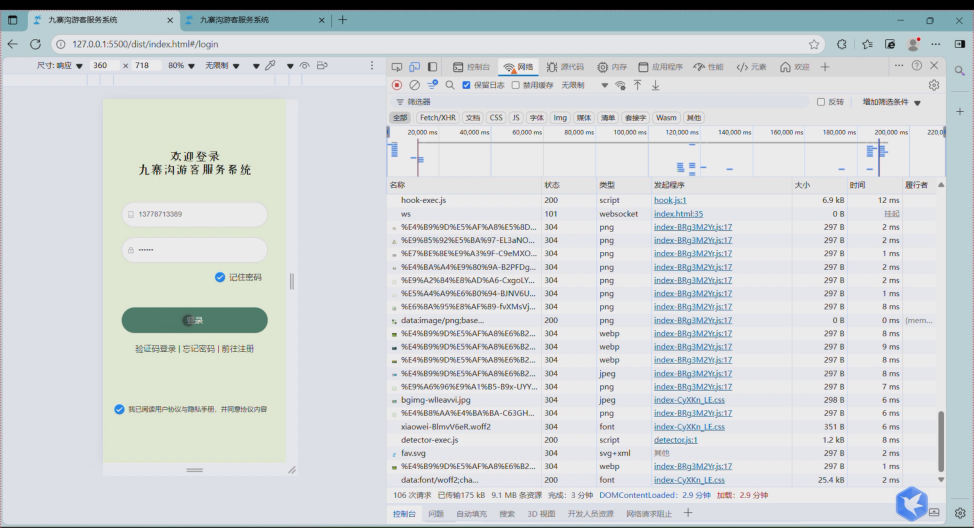 九寨沟游客服务系统
九寨沟游客服务系统
127.0.0.1:5500/dist/index.html#/login
尺寸: 响应 360 × 718 80% 无限制
欢迎登录
九寨沟游客服务系统
13778713389
••••••
记住密码
登录
验证码登录 | 忘记密码 | 前往注册
我已阅读用户协议与隐私手册，并同意协议内容
控制台 网络 源代码 内存 应用程序 性能 元素 欢迎
保留日志 禁用缓存 无限制
筛选器 反转 增加筛选条件
全部 Fetch/XHR 文档 CSS JS 字体 Img 媒体 清单 套接字 Wasm 其他
20,000 ms 40,000 ms 60,000 ms 80,000 ms 100,000 ms 120,000 ms 140,000 ms 160,000 ms 180,000 ms 200,000 ms 220,0
名称 状态 类型 发起程序 大小 时间 履行者
hook-exec.js 200 script hook.js:1 6.9 kB 12 ms
ws 101 websocket index.html:35 0 B 挂起
%E4%B9%9D%E5%AF%A8%E5%8D... 304 png index-BRg3M2Yr.js:17 297 B 2 ms
%E9%85%92%E5%BA%97-EL3aNO... 304 png index-BRg3M2Yr.js:17 297 B 2 ms
%E7%BE%8E%E9%A3%9F-C9eMXO... 304 png index-BRg3M2Yr.js:17 297 B 1 ms
%E4%BA%A4%E9%80%9A-B2PFDg... 304 png index-BRg3M2Yr.js:17 297 B 2 ms
%E9%A2%84%E8%AD%A6-CxgoLY... 304 png index-BRg3M2Yr.js:17 297 B 2 ms
%E5%A4%A9%E6%B0%94-BJNV6U... 304 png index-BRg3M2Yr.js:17 297 B 1 ms
%E6%8A%95%E8%AF%89-fvXMsVj... 304 png index-BRg3M2Yr.js:17 297 B 8 ms
data:image/png;base... 200 png index-BRg3M2Yr.js:17 0 B 0 ms (mem...
%E4%B9%9D%E5%AF%A8%E6%B2... 304 webp index-BRg3M2Yr.js:17 297 B 8 ms
%E4%B9%9D%E5%AF%A8%E6%B2... 304 webp index-BRg3M2Yr.js:17 297 B 9 ms
%E4%B9%9D%E5%AF%A8%E6%B2... 304 webp index-BRg3M2Yr.js:17 297 B 8 ms
%E4%B9%9D%E5%AF%A8%E6%B2... 304 jpeg index-BRg3M2Yr.js:17 297 B 8 ms
%E9%A6%96%E9%A1%B5-B9x-UYY... 304 png index-BRg3M2Yr.js:17 297 B 7 ms
bgimg-wlleavvi.jpg 304 jpeg index-CyXKn_LE.css 298 B 6 ms
%E4%B8%AA%E4%BA%BA-C63GH... 304 png index-BRg3M2Yr.js:17 297 B 6 ms
xiaowei-BlmvV6eR.woff2 304 font index-CyXKn_LE.css 351 B 6 ms
detector-exec.js 200 script detector.js:1 1.2 kB 8 ms
fav.svg 304 svg+xml 其他 297 B 2 ms
%E4%B9%9D%E5%AF%A8%E6%B2... 304 webp index-BRg3M2Yr.js:17 297 B 1 ms
data:font/woff2;cha... 200 font index-CyXKn_LE.css 25.4 kB 2 ms
106 次请求 已传输175 kB 9.1 MB 条资源 完成: 3 分钟 DOMContentLoaded: 2.9 分钟 加载: 2.9 分钟
控制台 问题 自动填充 搜索 3D 视图 开发人员资源 网络请求阻止